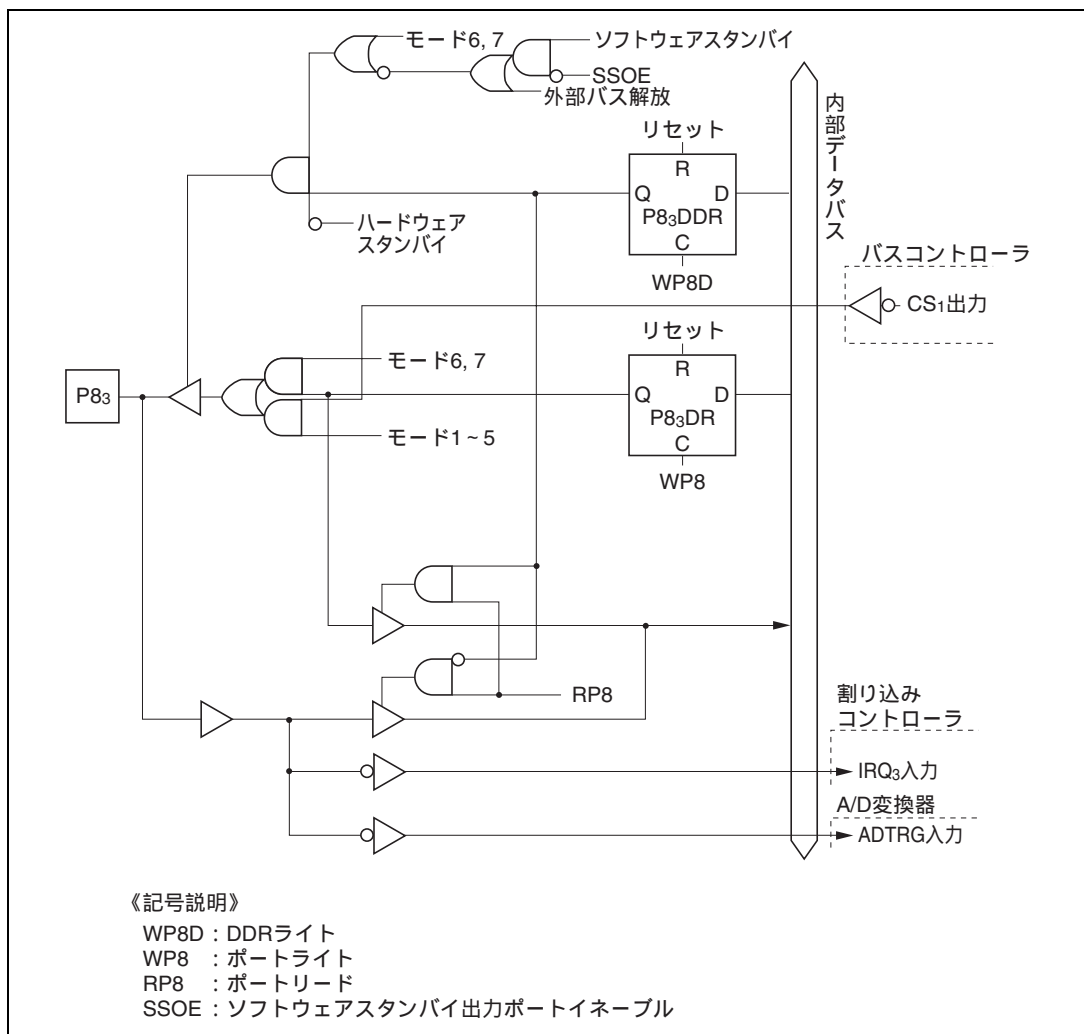 モード6, 7
ソフトウェアスタンバイ
SSOE
外部バス解放
内部データバス
リセット
R
Q
D
P83DDR
C
WP8D
ハードウェア
スタンバイ
バスコントローラ
CS1出力
リセット
R
Q
D
P83DR
C
WP8
モード6, 7
モード1~5
P83
RP8
割り込み
コントローラ
IRQ3入力
A/D変換器
ADTRG入力
《記号説明》
WP8D : DDRライト
WP8 : ポートライト
RP8 : ポートリード
SSOE : ソフトウェアスタンバイ出力ポートイネーブル